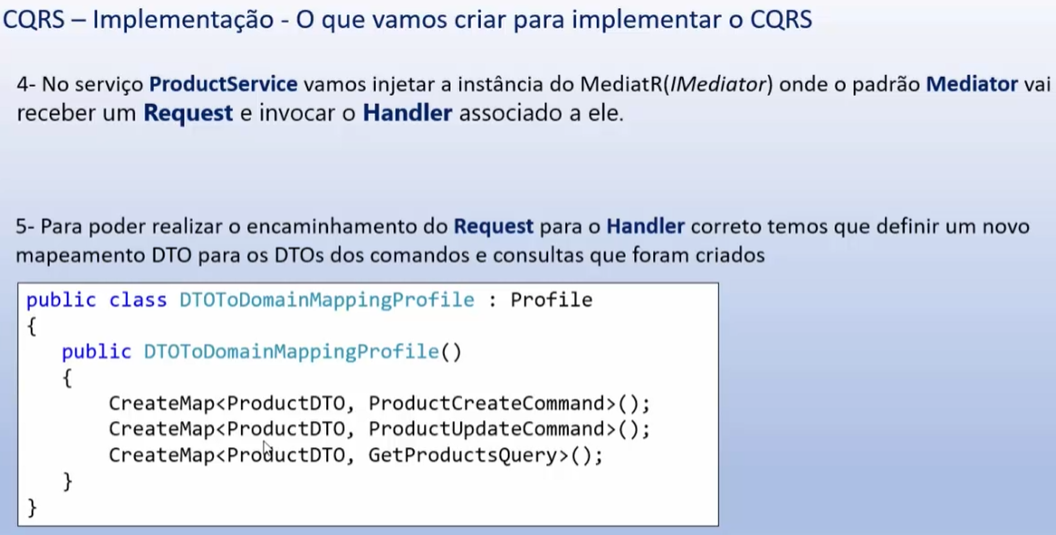 CQRS – Implementação - O que vamos criar para implementar o CQRS
4- No serviço ProductService vamos injetar a instância do MediatR(IMediator) onde o padrão Mediator vai
receber um Request e invocar o Handler associado a ele.
5- Para poder realizar o encaminhamento do Request para o Handler correto temos que definir um novo
mapeamento DTO para os DTOs dos comandos e consultas que foram criados
public class DTOToDomainMappingProfile : Profile
{
public DTOToDomainMappingProfile()
{
CreateMap<ProductDTO, ProductCreateCommand>();
CreateMap<ProductDTO, ProductUpdateCommand>();
CreateMap<ProductDTO, GetProductsQuery>();
}
}